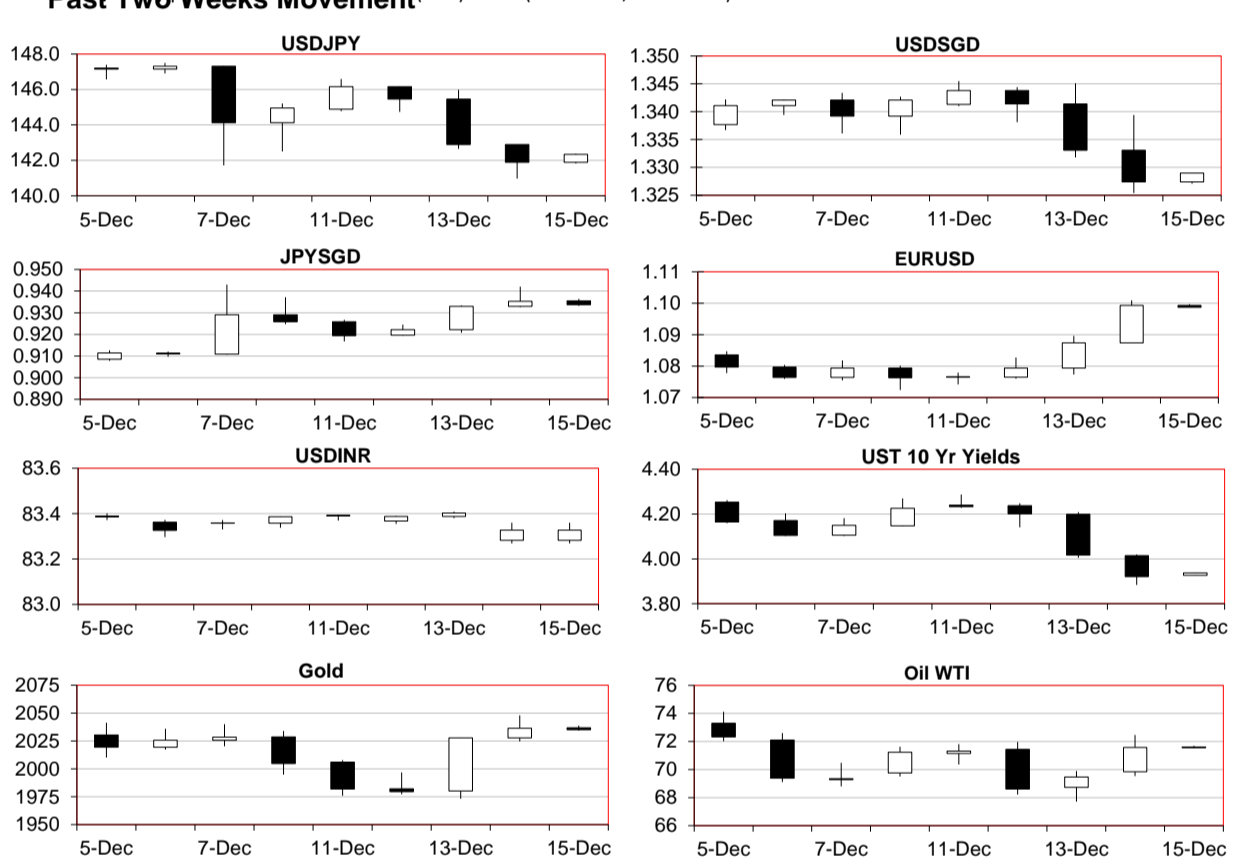 Past Two Weeks Movement
USDJPY
148.0
146.0
144.0
142.0
140.0
5-Dec 7-Dec 11-Dec 13-Dec 15-Dec
USDSGD
1.350
1.345
1.340
1.335
1.330
1.325
5-Dec 7-Dec 11-Dec 13-Dec 15-Dec
JPYSGD
0.950
0.940
0.930
0.920
0.910
0.900
0.890
5-Dec 7-Dec 11-Dec 13-Dec 15-Dec
EURUSD
1.11
1.10
1.09
1.08
1.07
5-Dec 7-Dec 11-Dec 13-Dec 15-Dec
USDINR
83.6
83.4
83.2
83.0
5-Dec 7-Dec 11-Dec 13-Dec 15-Dec
UST 10 Yr Yields
4.40
4.20
4.00
3.80
5-Dec 7-Dec 11-Dec 13-Dec 15-Dec
Gold
2075
2050
2025
2000
1975
1950
5-Dec 7-Dec 11-Dec 13-Dec 15-Dec
Oil WTI
76
74
72
70
68
66
5-Dec 7-Dec 11-Dec 13-Dec 15-Dec